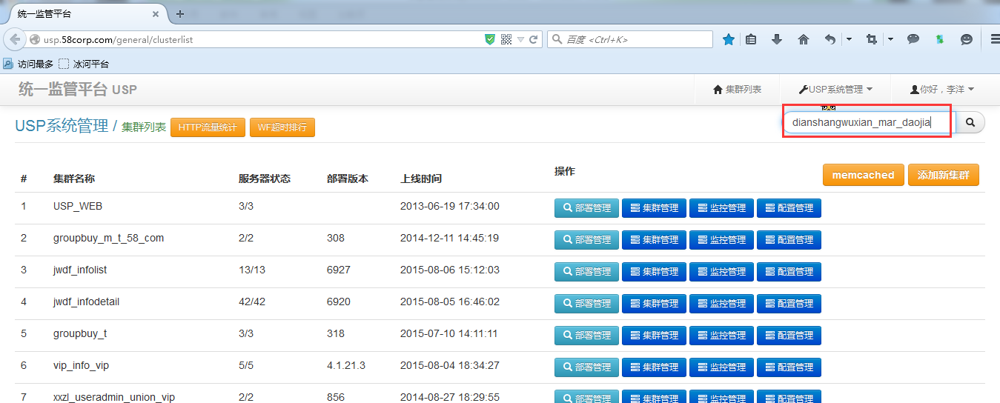 统一监管平台
usp.58corp.com/general/clusterlist
百度 <Ctrl+K>
访问最多 冰河平台
统一监管平台 USP 集群列表 USP系统管理 你好，李洋
USP系统管理 / 集群列表 HTTP流量统计 WF超时排行 dianshangwuxian_mar_daojia
# 集群名称 服务器状态 部署版本 上线时间 操作 memcached 添加新集群
1 USP_WEB 3/3 2013-06-19 17:34:00 部署管理 集群管理 监控管理 配置管理
2 groupbuy_m_t_58_com 2/2 308 2014-12-11 14:45:19 部署管理 集群管理 监控管理 配置管理
3 jwdf_infolist 13/13 6927 2015-08-06 15:12:03 部署管理 集群管理 监控管理 配置管理
4 jwdf_infodetail 42/42 6920 2015-08-05 16:46:02 部署管理 集群管理 监控管理 配置管理
5 groupbuy_t 3/3 318 2015-07-10 14:11:11 部署管理 集群管理 监控管理 配置管理
6 vip_info_vip 5/5 4.1.21.3 2015-08-04 18:34:27 部署管理 集群管理 监控管理 配置管理
7 xxzl_useradmin_union_vip 2/2 856 2014-08-27 18:29:55 部署管理 集群管理 监控管理 配置管理